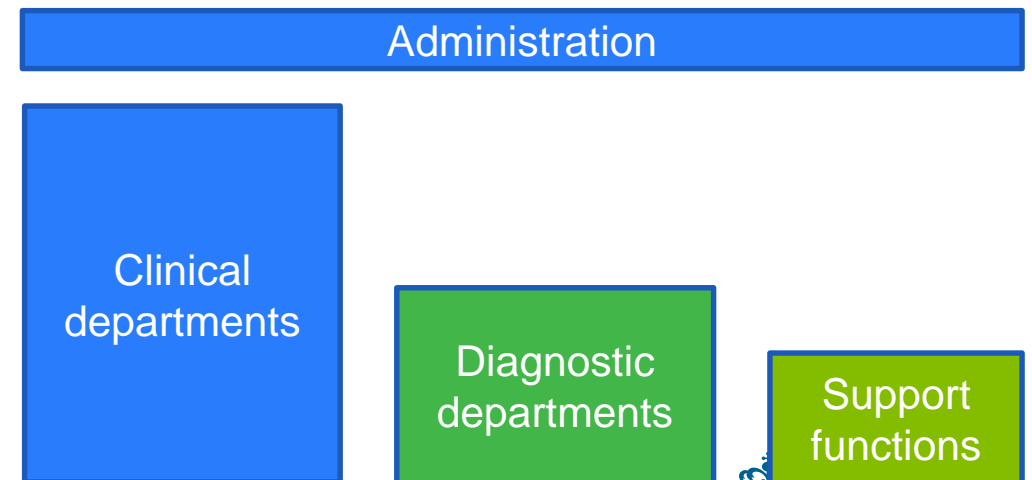 Administration
Clinical
departments
Diagnostic
departments
Support
functions